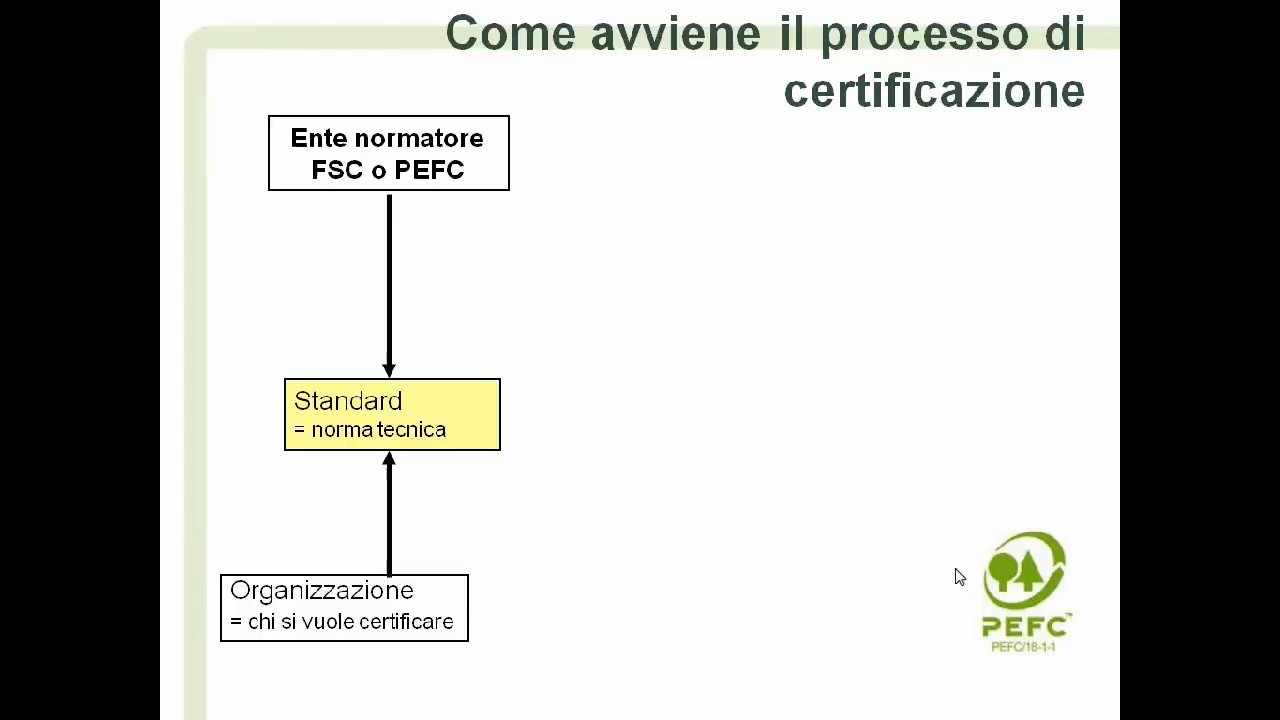 Come avviene il processo di
certificazione
Ente normatore
FSC o PEFC
Standard
= norma tecnica
Organizzazione
= chi si vuole certificare
PEFC™
PEFC/18-1-1